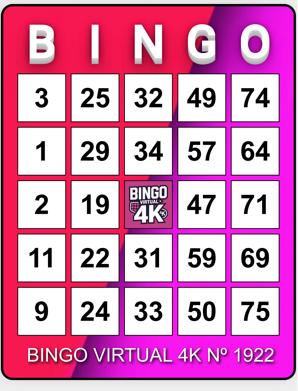 B I N G O
3 25 32 49 74
1 29 34 57 64
2 19 BINGO VIRTUAL 4K 47 71
11 22 31 59 69
9 24 33 50 75
BINGO VIRTUAL 4K Nº 1922